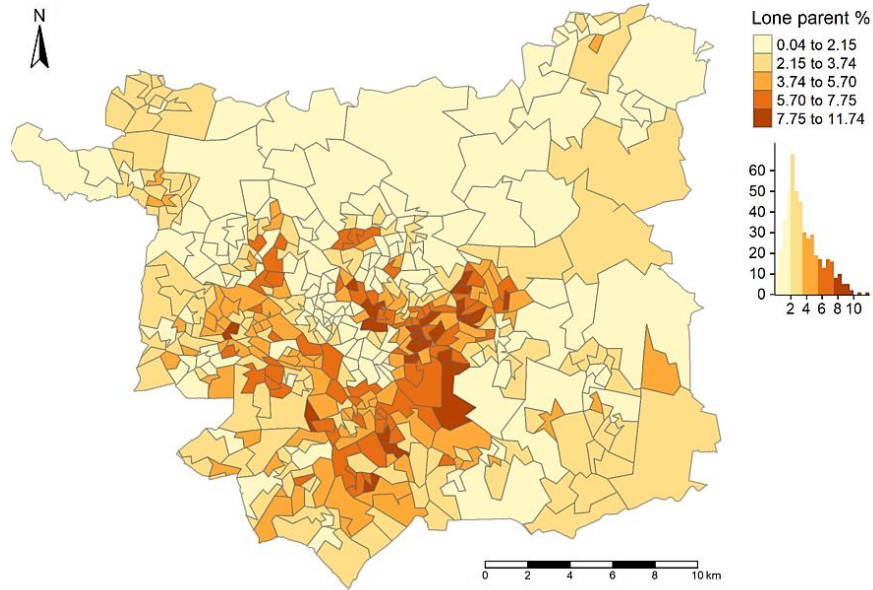 N
Lone parent %
0.04 to 2.15
2.15 to 3.74
3.74 to 5.70
5.70 to 7.75
7.75 to 11.74
60
50
40
30
20
10
0
2 4 6 8 10
0 2 4 6 8 10 km